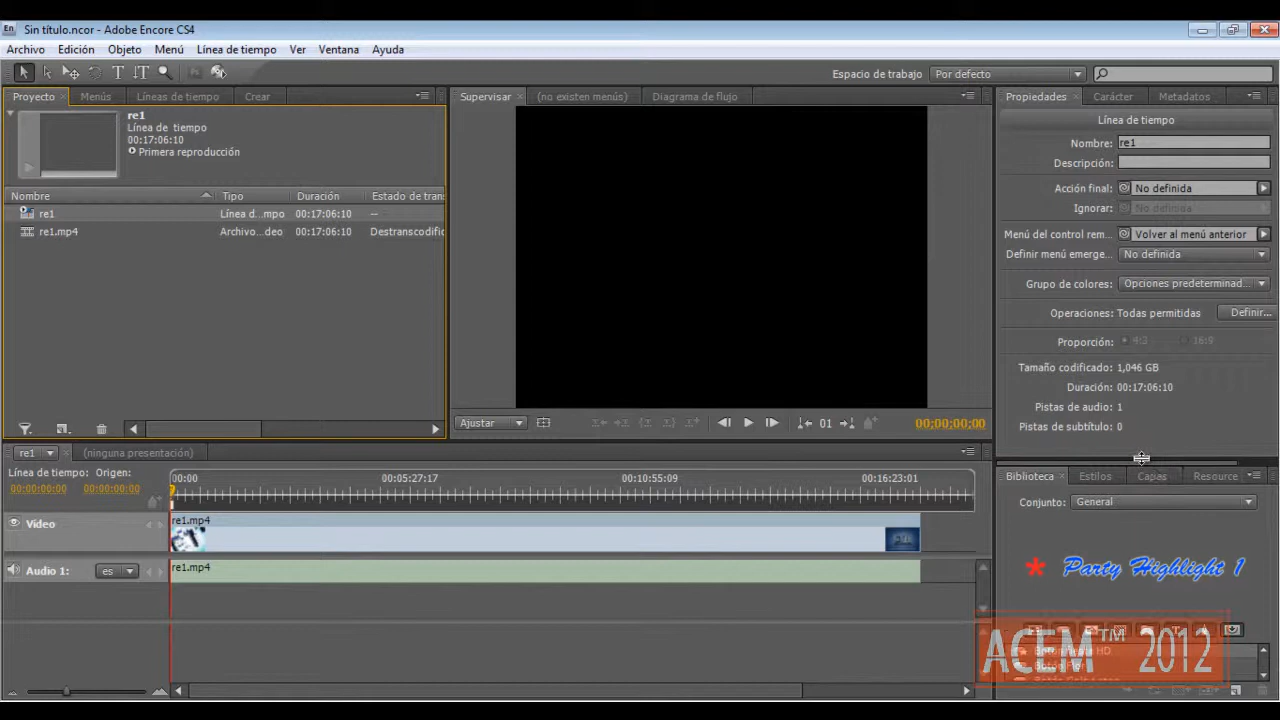 En Sin título.ncor - Adobe Encore CS4
Archivo Edición Objeto Menú Línea de tiempo Ver Ventana Ayuda
Espacio de trabajo Por defecto
Proyecto Menús Líneas de tiempo Crear
Supervisar (no existen menús) Diagrama de flujo
Propiedades Carácter Metadatos
re1
Línea de tiempo
00:17:06:10
Primera reproducción
Nombre Tipo Duración Estado de trans
re1 Línea d...mpo 00:17:06:10 --
re1.mp4 Archivo...deo 00:17:06:10 Destranscodific
Ajustar 01 00;00;00;00
Línea de tiempo
Nombre: re1
Descripción:
Acción final: No definida
Ignorar: No definida
Menú del control rem... Volver al menú anterior
Definir menú emerge... No definida
Grupo de colores: Opciones predeterminad...
Operaciones: Todas permitidas Definir...
Proporción: 4:3 16:9
Tamaño codificado: 1,046 GB
Duración: 00:17:06:10
Pistas de audio: 1
Pistas de subtítulo: 0
re1 (ninguna presentación)
Línea de tiempo: Origen:
00:00:00:00 00:00:00:00
00:00 00:05:27:17 00:10:55:09 00:16:23:01
Vídeo re1.mp4
Audio 1: es re1.mp4
Biblioteca Estilos Capas Resource
Conjunto: General
Party Highlight 1
ACEM™ 2012